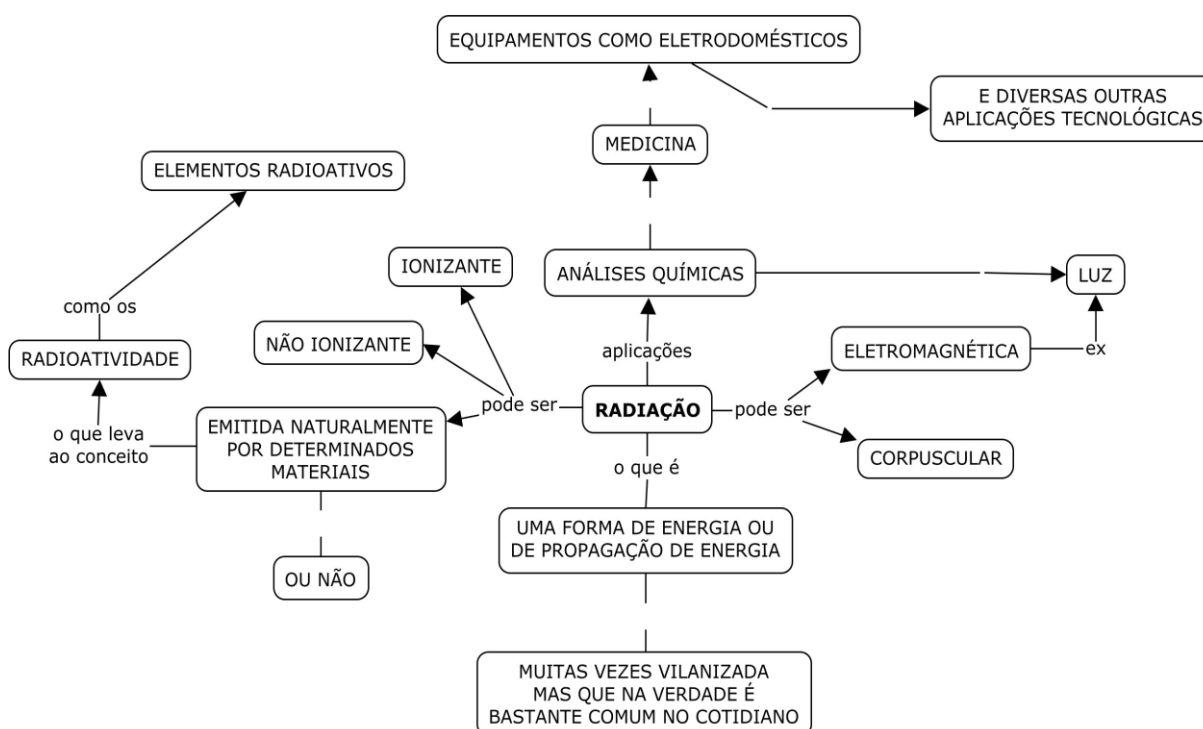 EQUIPAMENTOS COMO ELETRODOMÉSTICOS
E DIVERSAS OUTRAS
APLICAÇÕES TECNOLÓGICAS
MEDICINA
ELEMENTOS RADIOATIVOS
IONIZANTE
ANÁLISES QUÍMICAS
LUZ
como os
NÃO IONIZANTE
aplicações
ELETROMAGNÉTICA
ex
RADIOATIVIDADE
pode ser
RADIAÇÃO
pode ser
o que leva
ao conceito
EMITIDA NATURALMENTE
POR DETERMINADOS
MATERIAIS
CORPUSCULAR
o que é
UMA FORMA DE ENERGIA OU
DE PROPAGAÇÃO DE ENERGIA
OU NÃO
MUITAS VEZES VILANIZADA
MAS QUE NA VERDADE É
BASTANTE COMUM NO COTIDIANO